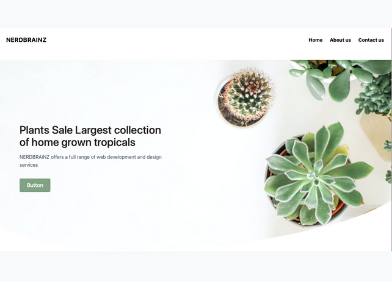 NERDBRAINZ
Home About us Contact us
Plants Sale Largest collection
of home grown tropicals
NERDBRAINZ offers a full range of web development and design
services
Button